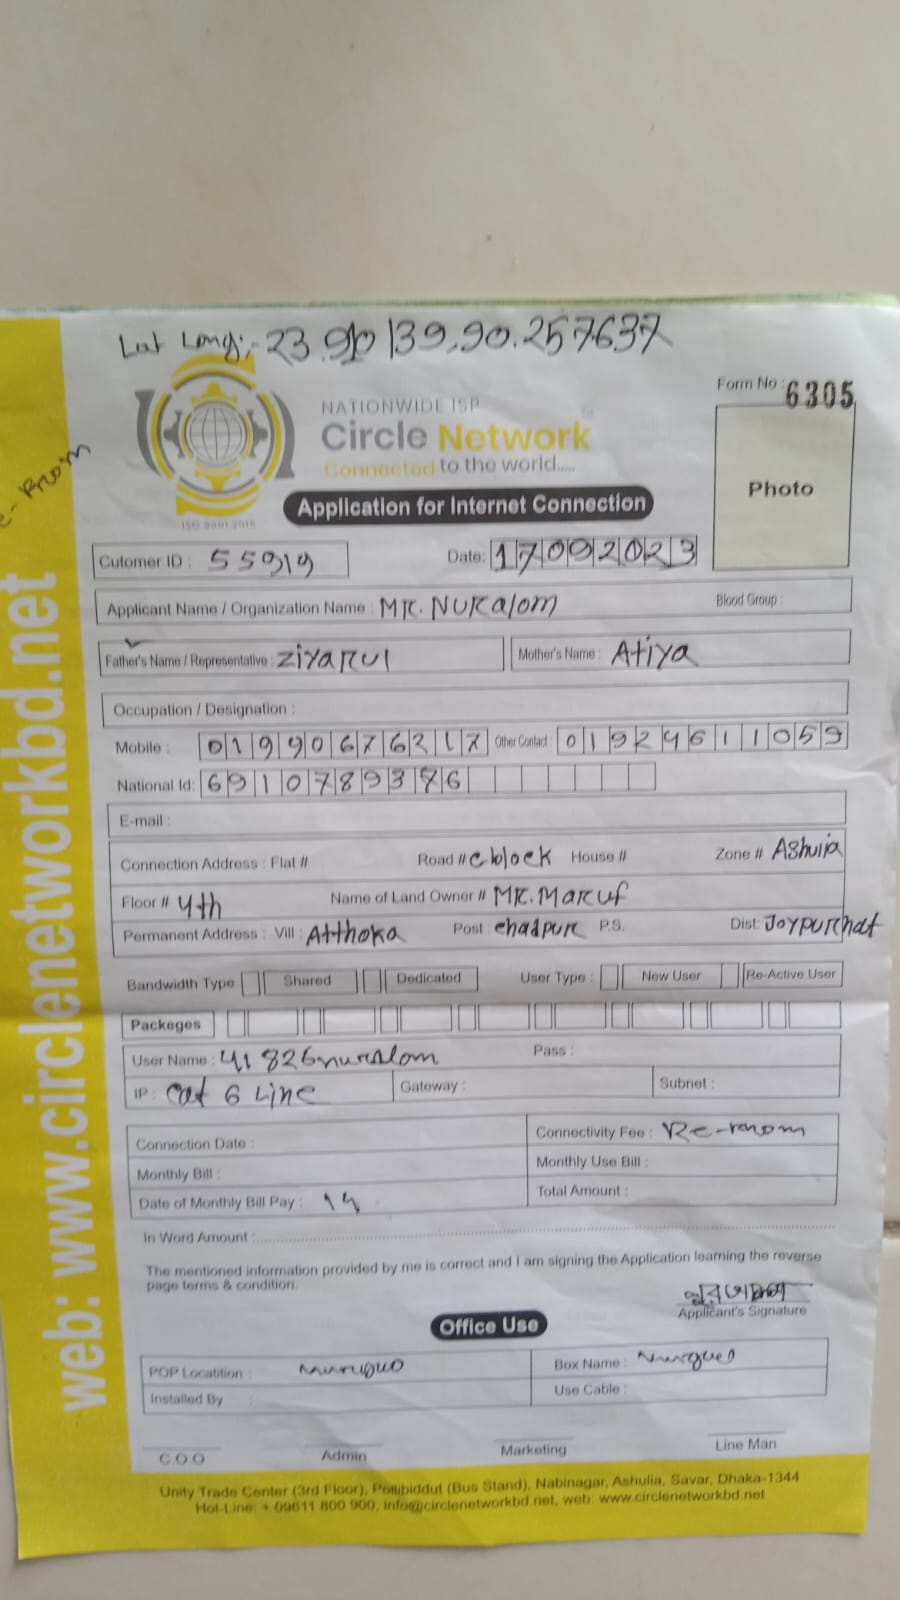 Lat Long:- 23.90139,90.257637
Form No : 6305
NATIONWIDE ISP
Circle Network
Connected to the world.....
ISO 9001:2015
Photo
Application for Internet Connection
Cutomer ID : 55919 Date: 17092023
Applicant Name / Organization Name : MR. NURalom Blood Group :
Father's Name / Representative : ziyarul Mother's Name : Atiya
Occupation / Designation :
Mobile : 01990676217 Other Contact : 01924611059
National Id: 6910789376
E-mail :
Connection Address : Flat # Road # c block House # Zone # Ashulia
Floor # 4th Name of Land Owner # MR. Maruf
Permanent Address : Vill : Atthoka Post : chadpur P.S. Dist: Joypurhat
Bandwidth Type Shared Dedicated User Type : New User Re-Active User
Packeges
User Name : 41826nuralom Pass :
IP : Cat 6 Line Gateway : Subnet :
Connection Date : Connectivity Fee : Re-room
Monthly Bill : Monthly Use Bill :
Date of Monthly Bill Pay : 14 Total Amount :
In Word Amount :
The mentioned information provided by me is correct and I am signing the Application learning the reverse
page terms & condition.
Applicant's Signature
Office Use
POP Locatition : Box Name :
Installed By : Use Cable :
C.O.O Admin Marketing Line Man
Unity Trade Center (3rd Floor), Pollibiddut (Bus Stand), Nabinagar, Ashulia, Savar, Dhaka-1344
Hot-Line: + 09611 800 900, info@circlenetworkbd.net, web: www.circlenetworkbd.net
web: www.circlenetworkbd.net